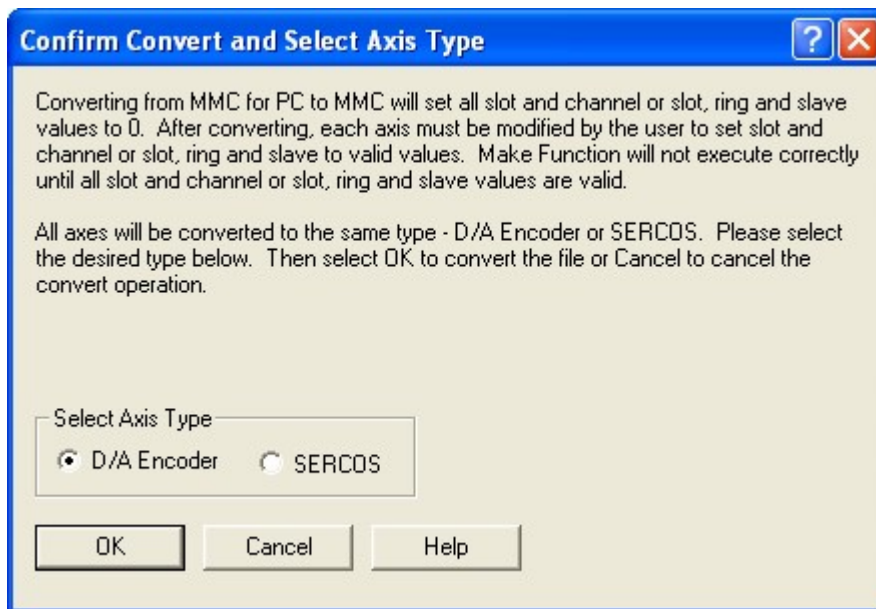 Confirm Convert and Select Axis Type
Converting from MMC for PC to MMC will set all slot and channel or slot, ring and slave
values to 0. After converting, each axis must be modified by the user to set slot and
channel or slot, ring and slave to valid values. Make Function will not execute correctly
until all slot and channel or slot, ring and slave values are valid.
All axes will be converted to the same type - D/A Encoder or SERCOS. Please select
the desired type below. Then select OK to convert the file or Cancel to cancel the
convert operation.
Select Axis Type
D/A Encoder SERCOS
OK Cancel Help